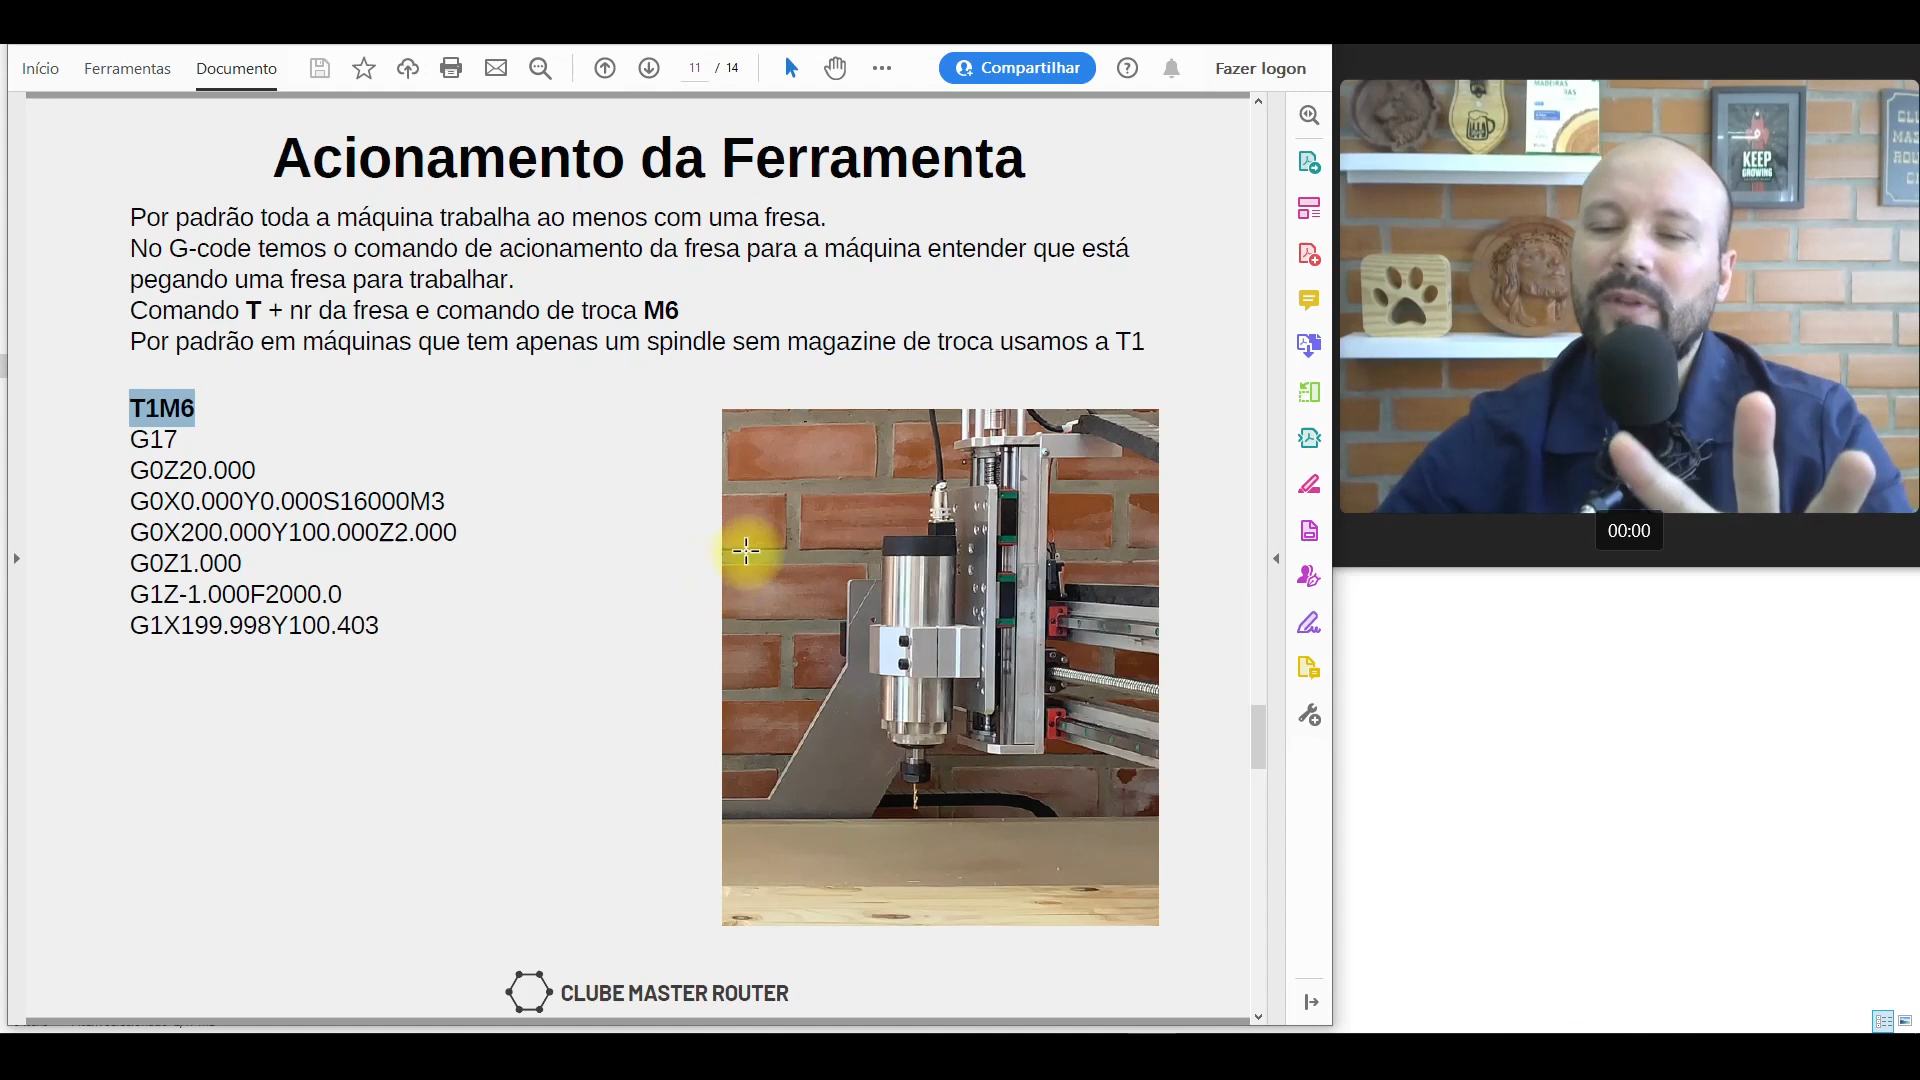 Início Ferramentas Documento 11 / 14 Compartilhar Fazer logon
Acionamento da Ferramenta
Por padrão toda a máquina trabalha ao menos com uma fresa.
No G-code temos o comando de acionamento da fresa para a máquina entender que está
pegando uma fresa para trabalhar.
Comando T + nr da fresa e comando de troca M6
Por padrão em máquinas que tem apenas um spindle sem magazine de troca usamos a T1
T1M6
G17
G0Z20.000
G0X0.000Y0.000S16000M3
G0X200.000Y100.000Z2.000
G0Z1.000
G1Z-1.000F2000.0
G1X199.998Y100.403
CLUBE MASTER ROUTER
KEEP
GROWING
00:00